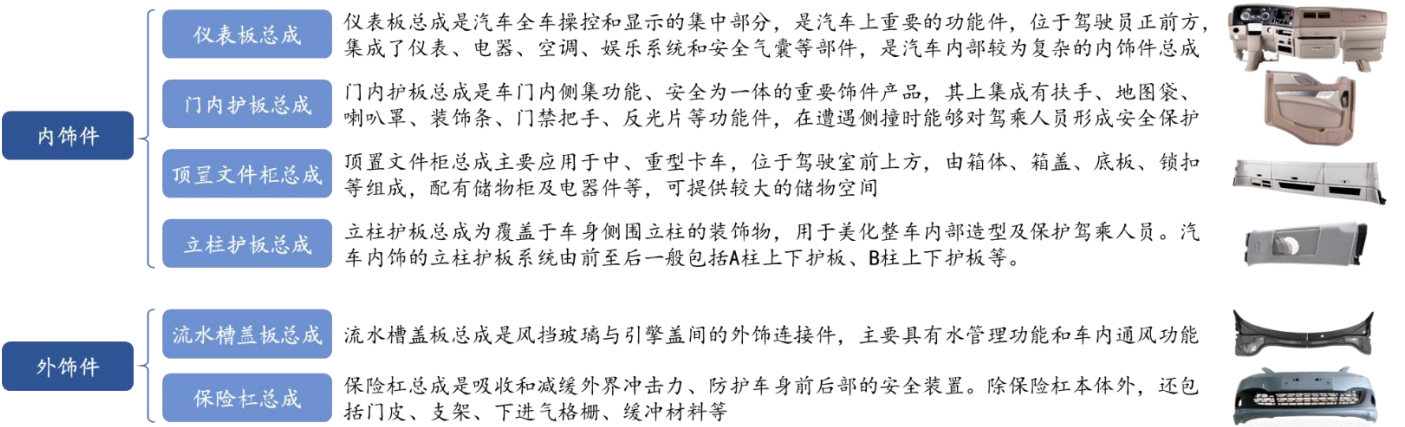 内饰件
仪表板总成
仪表板总成是汽车全车操控和显示的集中部分，是汽车上重要的功能件，位于驾驶员正前方，
集成了仪表、电器、空调、娱乐系统和安全气囊等部件，是汽车内部较为复杂的内饰件总成
门内护板总成
门内护板总成是车门内侧集功能、安全为一体的重要饰件产品，其上集成有扶手、地图袋、
喇叭罩、装饰条、门禁把手、反光片等功能件，在遭遇侧撞时能够对驾乘人员形成安全保护
顶置文件柜总成
顶置文件柜总成主要应用于中、重型卡车，位于驾驶室前上方，由箱体、箱盖、底板、锁扣
等组成，配有储物柜及电器件等，可提供较大的储物空间
立柱护板总成
立柱护板总成为覆盖于车身侧围立柱的装饰物，用于美化整车内部造型及保护驾乘人员。汽
车内饰的立柱护板系统由前至后一般包括A柱上下护板、B柱上下护板等。
外饰件
流水槽盖板总成
流水槽盖板总成是风挡玻璃与引擎盖间的外饰连接件，主要具有水管理功能和车内通风功能
保险杠总成
保险杠总成是吸收和减缓外界冲击力、防护车身前后部的安全装置。除保险杠本体外，还包
括门皮、支架、下进气格栅、缓冲材料等